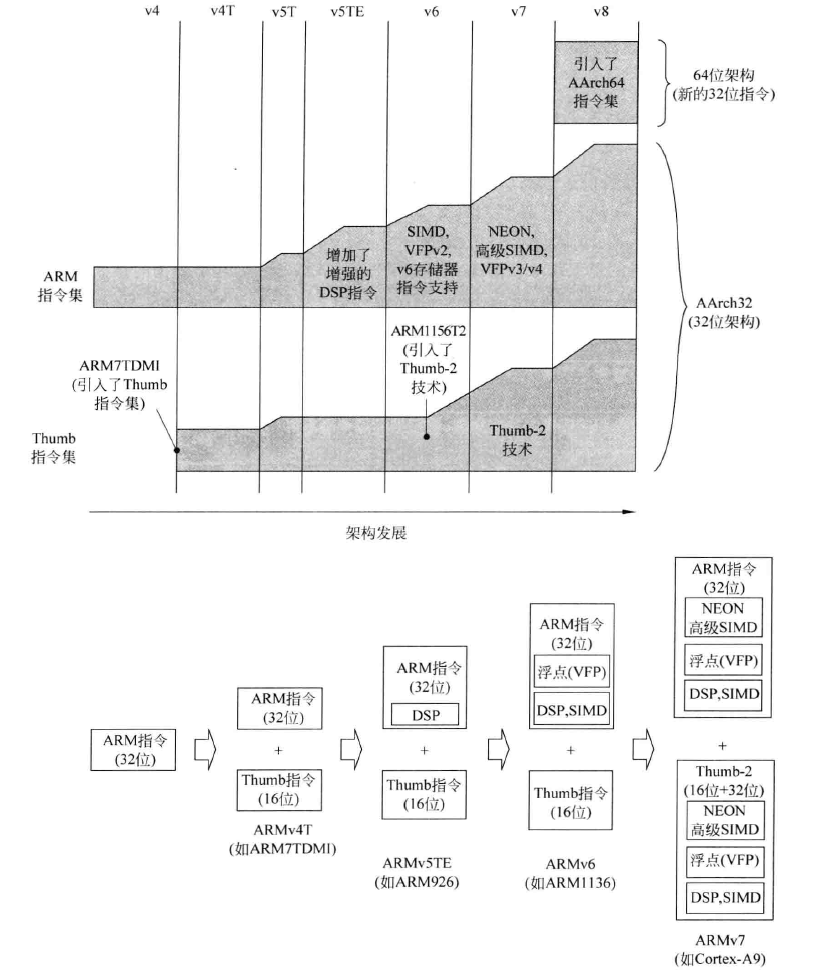 v4
v4T
v5T
v5TE
v6
v7
v8
引入了
AArch64
指令集
64位架构
(新的32位指令)
ARM
指令集
增加了
增强的
DSP指令
SIMD,
VFPv2,
v6存储器
指令支持
NEON,
高级SIMD,
VFPv3/v4
AArch32
(32位架构)
ARM7TDMI
(引入了Thumb
指令集)
ARM1156T2
(引入了
Thumb-2
技术)
Thumb
指令集
Thumb-2
技术
架构发展
ARM指令
(32位)
ARM指令
(32位)
+
Thumb指令
(16位)
ARMv4T
(如ARM7TDMI)
ARM指令
(32位)
DSP
+
Thumb指令
(16位)
ARMv5TE
(如ARM926)
ARM指令
(32位)
浮点(VFP)
DSP,SIMD
+
Thumb指令
(16位)
ARMv6
(如ARM1136)
ARM指令
(32位)
NEON
高级SIMD
浮点(VFP)
DSP,SIMD
+
Thumb-2
(16位+32位)
NEON
高级SIMD
浮点(VFP)
DSP,SIMD
ARMv7
(如Cortex-A9)